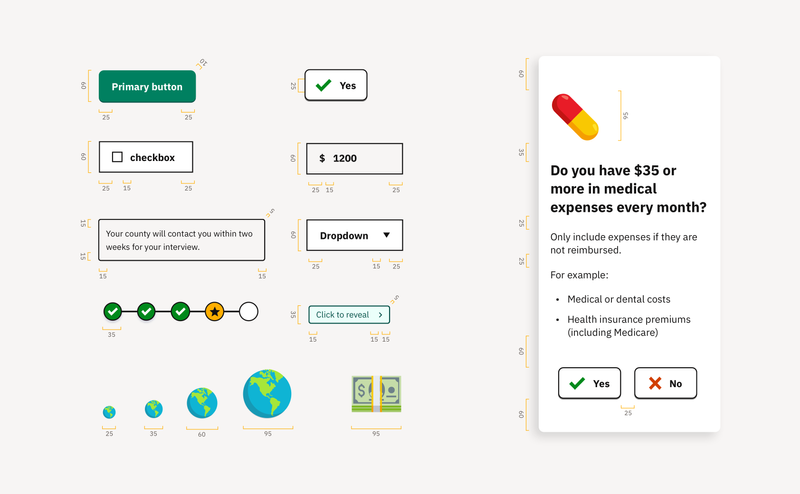 10
60
Primary button
25
25
25
Yes
60
checkbox
25
15
25
60
$ 1200
25
15
25
5
15
15
Your county will contact you within two
weeks for your interview.
15
15
60
Dropdown
25
15
25
35
5
35
Click to reveal
15
15
15
25
35
60
95
$
95
60
95
35
Do you have $35 or
more in medical
expenses every month?
25
Only include expenses if they are
not reimbursed.
25
For example:
• Medical or dental costs
• Health insurance premiums
(including Medicare)
60
Yes
No
25
60